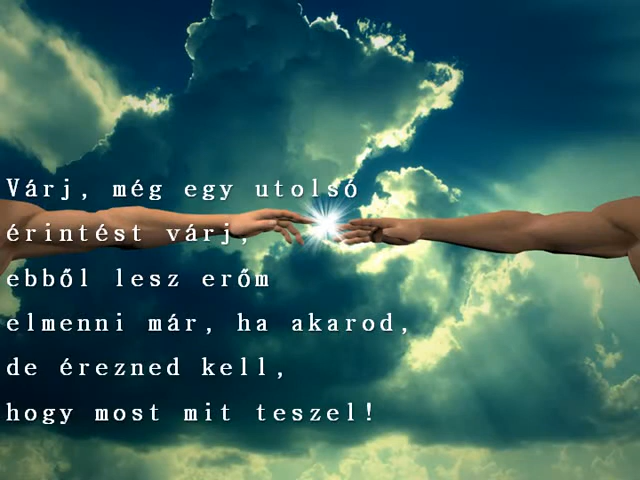 Várj, még egy utolsó
érintést várj,
ebből lesz erőm
elmenni már, ha akarod,
de érezned kell,
hogy most mit teszel!